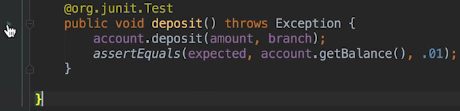 @org.junit.Test
public void deposit() throws Exception {
account.deposit(amount, branch);
assertEquals(expected, account.getBalance(), .01);
}
}